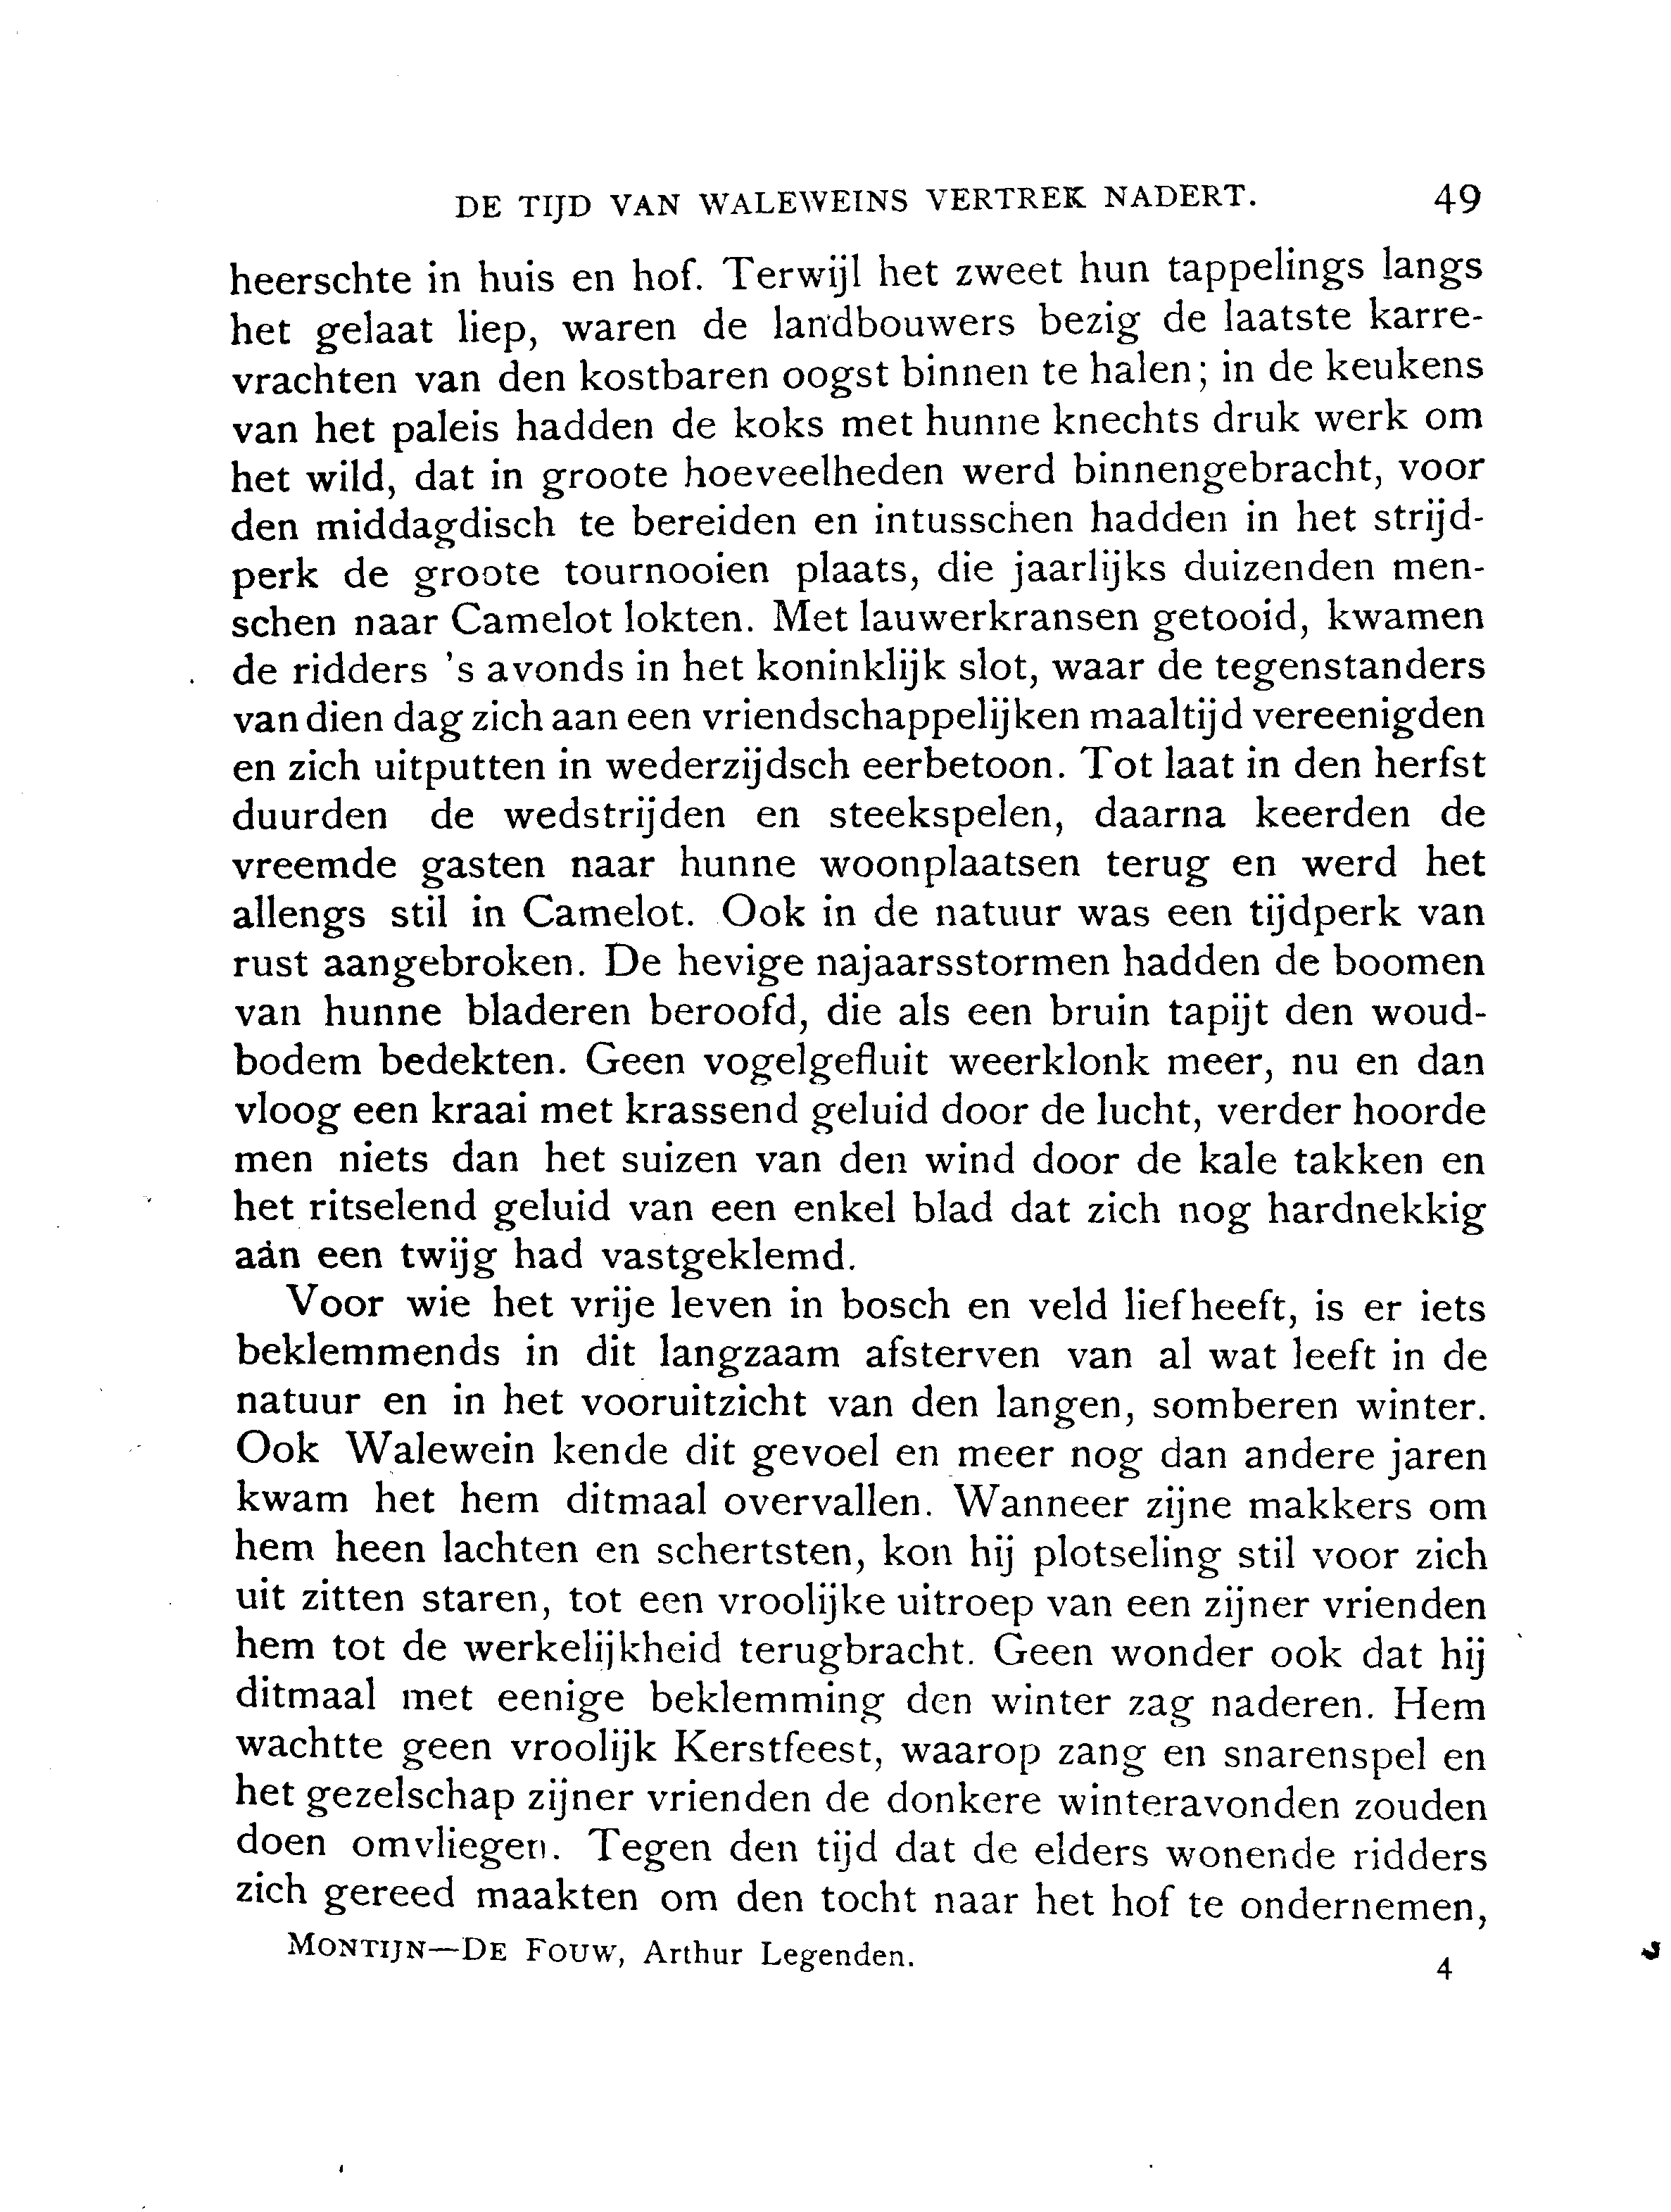 DE TIJD VAN WALEWEINS VERTREK NADERT. 49
heerschte in huis en hof. Terwijl het zweet hun tappelings langs
het gelaat liep, waren de landbouwers bezig de laatste karre-
vrachten van den kostbaren oogst binnen te halen; in de keukens
van het paleis hadden de koks met hunne knechts druk werk om
het wild, dat in groote hoeveelheden werd binnengebracht, voor
den middagdisch te bereiden en intusschen hadden in het strijd-
perk de groote tournooien plaats, die jaarlijks duizenden men-
schen naar Camelot lokten. Met lauwerkransen getooid, kwamen
de ridders 's avonds in het koninklijk slot, waar de tegenstanders
van dien dag zich aan een vriendschappelijken maaltijd vereenigden
en zich uitputten in wederzijdsch eerbetoon. Tot laat in den herfst
duurden de wedstrijden en steekspelen, daarna keerden de
vreemde gasten naar hunne woonplaatsen terug en werd het
allengs stil in Camelot. Ook in de natuur was een tijdperk van
rust aangebroken. De hevige najaarsstormen hadden de boomen
van hunne bladeren beroofd, die als een bruin tapijt den woud-
bodem bedekten. Geen vogelgefluit weerklonk meer, nu en dan
vloog een kraai met krassend geluid door de lucht, verder hoorde
men niets dan het suizen van den wind door de kale takken en
het ritselend geluid van een enkel blad dat zich nog hardnekkig
aan een twijg had vastgeklemd.
Voor wie het vrije leven in bosch en veld liefheeft, is er iets
beklemmends in dit langzaam afsterven van al wat leeft in de
natuur en in het vooruitzicht van den langen, somberen winter.
Ook Walewein kende dit gevoel en meer nog dan andere jaren
kwam het hem ditmaal overvallen. Wanneer zijne makkers om
hem heen lachten en schertsten, kon hij plotseling stil voor zich
uit zitten staren, tot een vroolijke uitroep van een zijner vrienden
hem tot de werkelijkheid terugbracht. Geen wonder ook dat hij
ditmaal met eenige beklemming den winter zag naderen. Hem
wachtte geen vroolijk Kerstfeest, waarop zang en snarenspel en
het gezelschap zijner vrienden de donkere winteravonden zouden
doen omvliegen. Tegen den tijd dat de elders wonende ridders
zich gereed maakten om den tocht naar het hof te ondernemen,
MONTIJN—DE FOUW, Arthur Legenden. 4